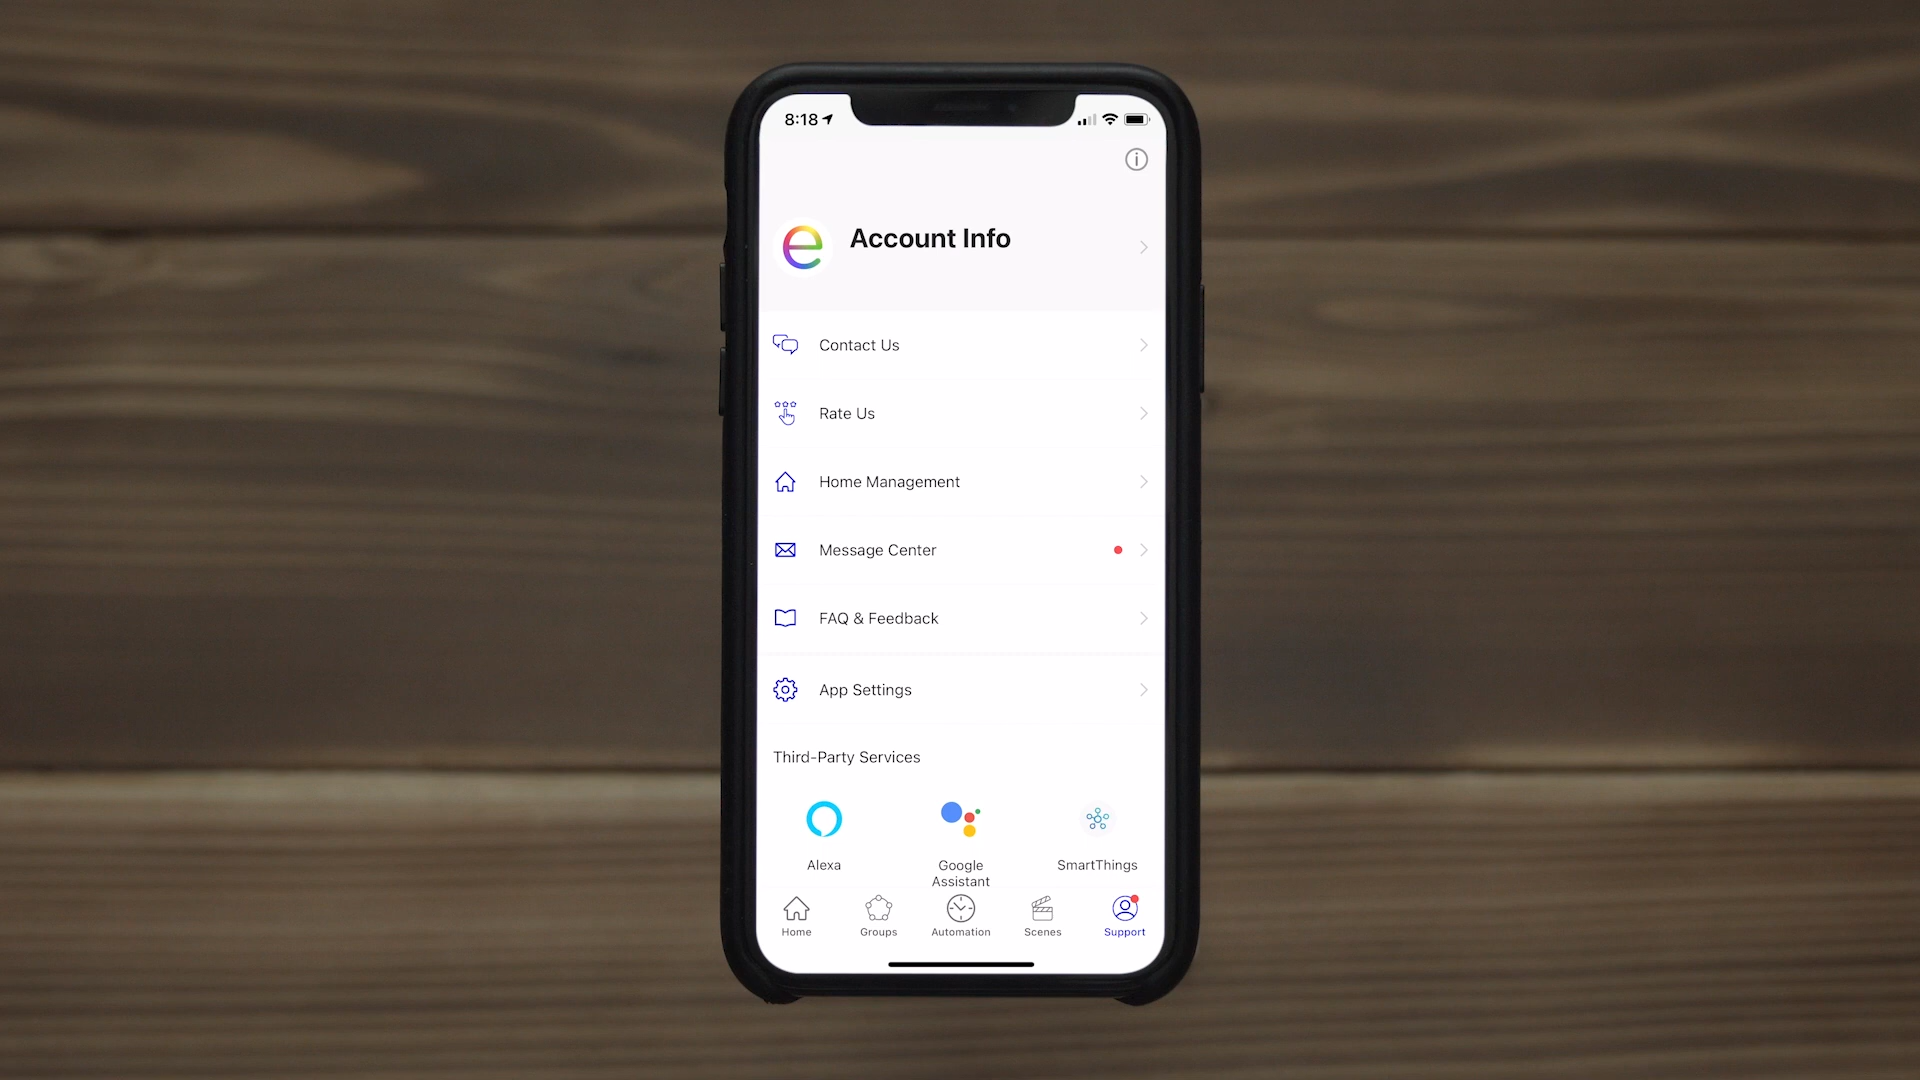 8:18
Account Info
Contact Us
Rate Us
Home Management
Message Center
FAQ & Feedback
App Settings
Third-Party Services
Alexa
Google
Assistant
SmartThings
Home
Groups
Automation
Scenes
Support